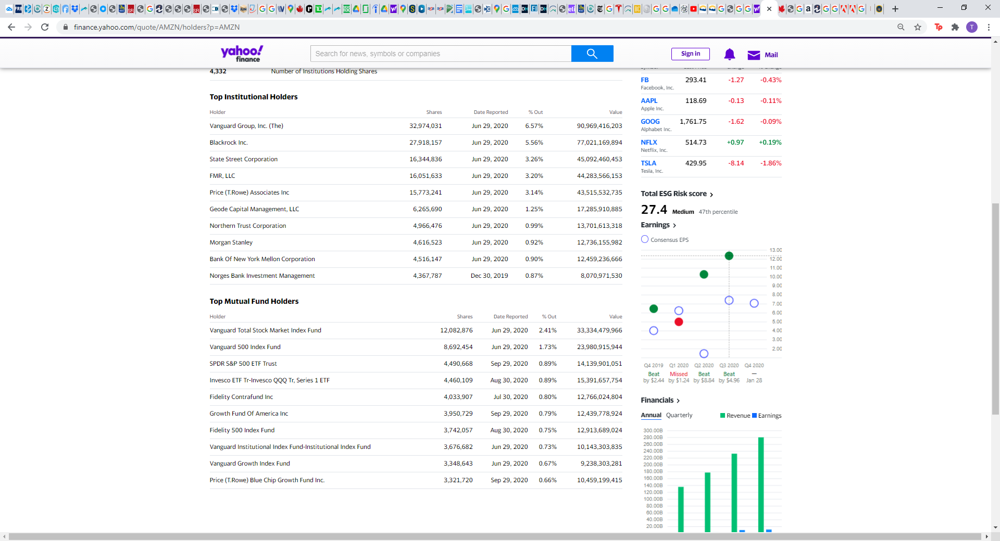 finance.yahoo.com/quote/AMZN/holders?p=AMZN
T
yahoo!
finance
Search for news, symbols or companies
Sign in
Mail
4,332 Number of Institutions Holding Shares
Top Institutional Holders
Holder Shares Date Reported % Out Value
Vanguard Group, Inc. (The) 32,974,031 Jun 29, 2020 6.57% 90,969,416,203
Blackrock Inc. 27,918,157 Jun 29, 2020 5.56% 77,021,169,894
State Street Corporation 16,344,836 Jun 29, 2020 3.26% 45,092,460,453
FMR, LLC 16,051,633 Jun 29, 2020 3.20% 44,283,566,153
Price (T.Rowe) Associates Inc 15,773,241 Jun 29, 2020 3.14% 43,515,532,735
Geode Capital Management, LLC 6,265,690 Jun 29, 2020 1.25% 17,285,910,885
Northern Trust Corporation 4,966,476 Jun 29, 2020 0.99% 13,701,613,318
Morgan Stanley 4,616,523 Jun 29, 2020 0.92% 12,736,155,982
Bank Of New York Mellon Corporation 4,516,147 Jun 29, 2020 0.90% 12,459,236,666
Norges Bank Investment Management 4,367,787 Dec 30, 2019 0.87% 8,070,971,530
Top Mutual Fund Holders
Holder Shares Date Reported % Out Value
Vanguard Total Stock Market Index Fund 12,082,876 Jun 29, 2020 2.41% 33,334,479,966
Vanguard 500 Index Fund 8,692,454 Jun 29, 2020 1.73% 23,980,915,944
SPDR S&P 500 ETF Trust 4,490,668 Sep 29, 2020 0.89% 14,139,901,051
Invesco ETF Tr-Invesco QQQ Tr, Series 1 ETF 4,460,109 Aug 30, 2020 0.89% 15,391,657,754
Fidelity Contrafund Inc 4,033,907 Jul 30, 2020 0.80% 12,766,024,804
Growth Fund Of America Inc 3,950,729 Sep 29, 2020 0.79% 12,439,778,924
Fidelity 500 Index Fund 3,742,057 Aug 30, 2020 0.75% 12,913,689,024
Vanguard Institutional Index Fund-Institutional Index Fund 3,676,682 Jun 29, 2020 0.73% 10,143,303,835
Vanguard Growth Index Fund 3,348,643 Jun 29, 2020 0.67% 9,238,303,281
Price (T.Rowe) Blue Chip Growth Fund Inc. 3,321,720 Sep 29, 2020 0.66% 10,459,199,415
FB 293.41 -1.27 -0.43%
Facebook, Inc.
AAPL 118.69 -0.13 -0.11%
Apple Inc.
GOOG 1,761.75 -1.62 -0.09%
Alphabet Inc.
NFLX 514.73 +0.97 +0.19%
Netflix, Inc.
TSLA 429.95 -8.14 -1.86%
Tesla, Inc.
Total ESG Risk score
27.4 Medium 47th percentile
Earnings
Consensus EPS
13.00
12.00
11.00
10.00
9.00
8.00
7.00
6.00
5.00
4.00
3.00
2.00
Q4 2019 Q1 2020 Q2 2020 Q3 2020 Q4 2020
Beat Missed Beat Beat —
by $2.44 by $1.24 by $8.84 by $4.96 Jan 28
Financials
Annual Quarterly Revenue Earnings
300.00B
280.00B
260.00B
240.00B
220.00B
200.00B
180.00B
160.00B
140.00B
120.00B
100.00B
80.00B
60.00B
40.00B
20.00B